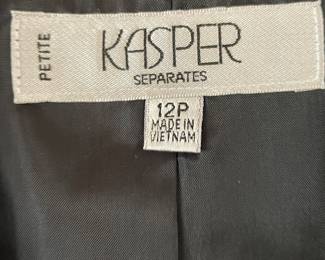 PETITE
KASPER
SEPARATES
12P
MADE IN
VIETNAM